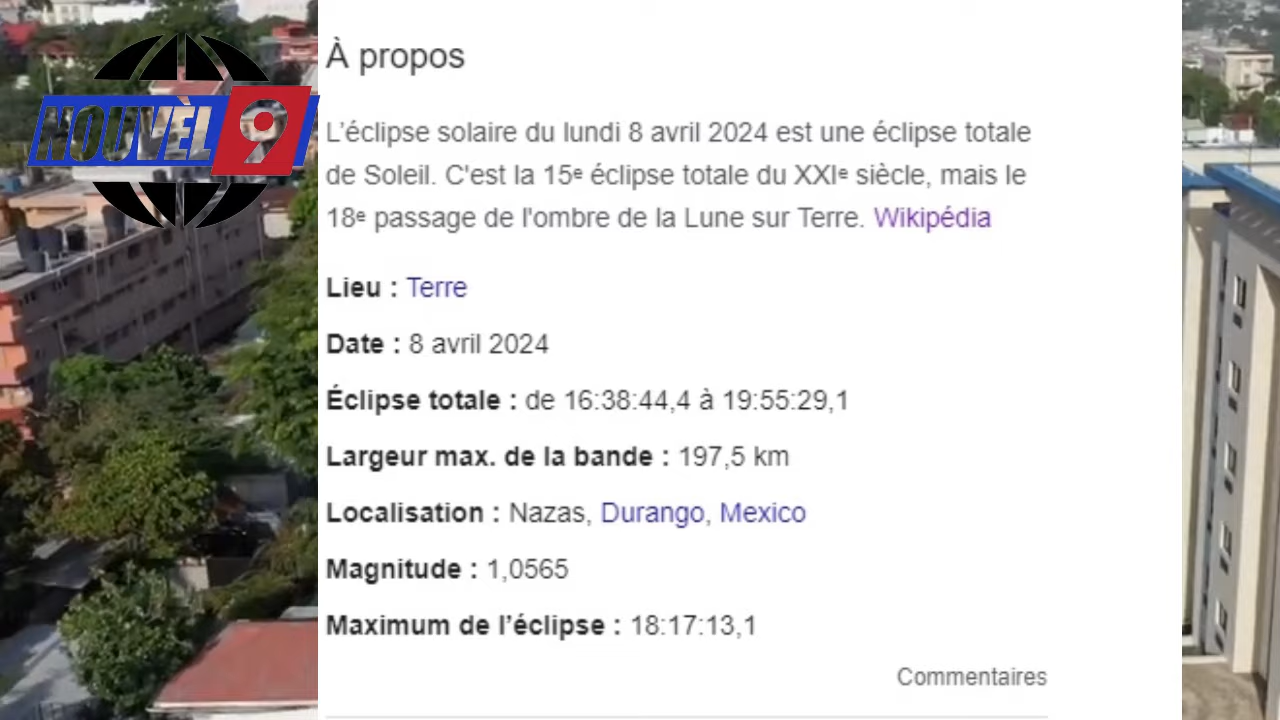 NOUVÈL 9
À propos
L’éclipse solaire du lundi 8 avril 2024 est une éclipse totale
de Soleil. C'est la 15e éclipse totale du XXIe siècle, mais le
18e passage de l'ombre de la Lune sur Terre. Wikipédia
Lieu : Terre
Date : 8 avril 2024
Éclipse totale : de 16:38:44,4 à 19:55:29,1
Largeur max. de la bande : 197,5 km
Localisation : Nazas, Durango, Mexico
Magnitude : 1,0565
Maximum de l’éclipse : 18:17:13,1
Commentaires